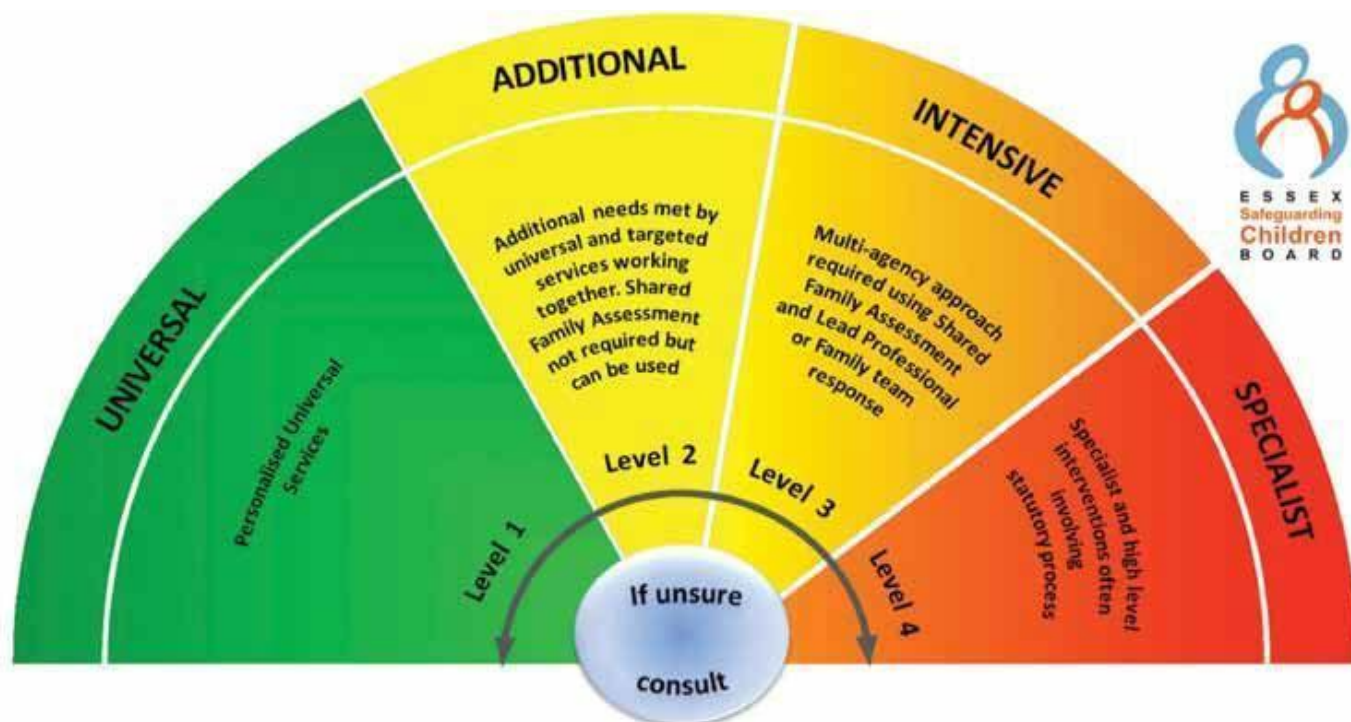 UNIVERSAL
Personalised Universal
Services
Level 1
ADDITIONAL
Additional needs met by
universal and targeted
services working
together. Shared
Family Assessment
not required but
can be used
Level 2
INTENSIVE
Multi-agency approach
required using Shared
Family Assessment
and Lead Professional
or Family team
response
Level 3
SPECIALIST
Specialist and high level
interventions often
involving
statutory process
Level 4
If unsure
consult
ESSEX
Safeguarding
Children
BOARD